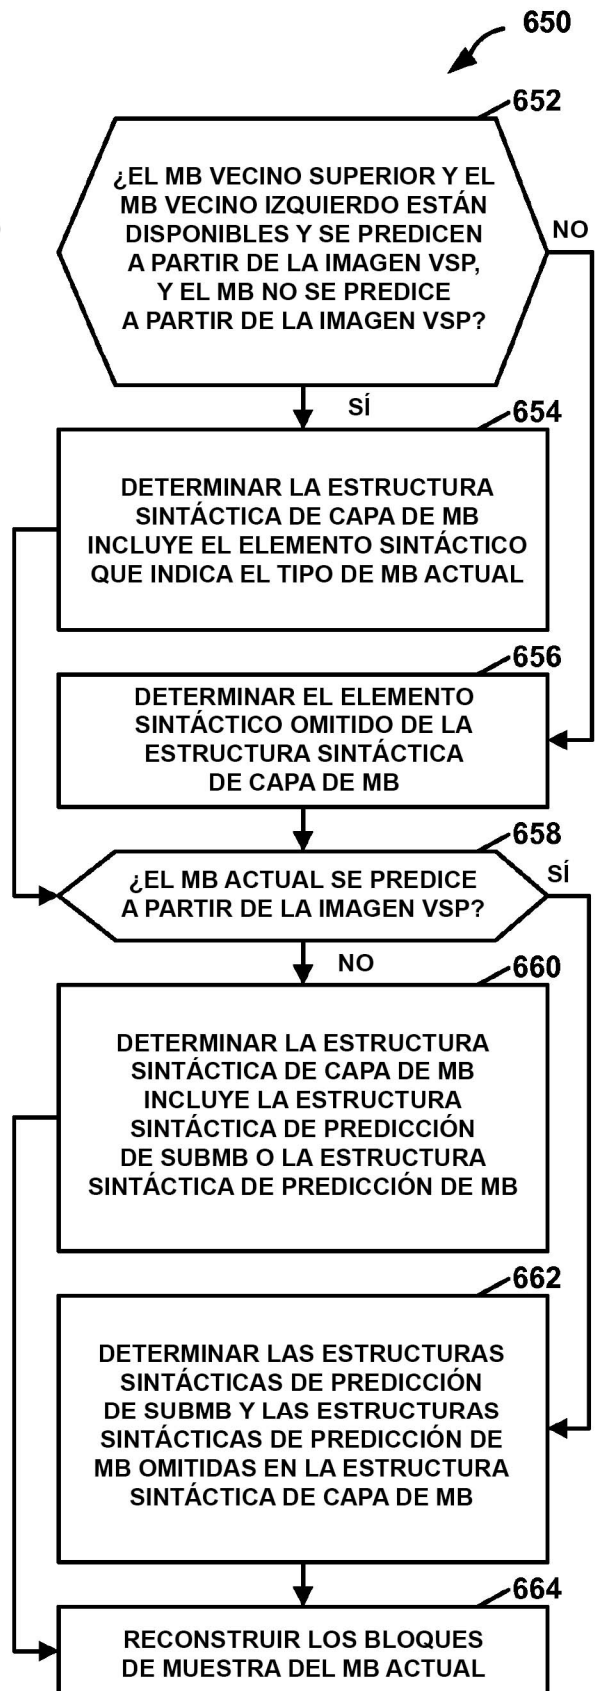 650
652
¿EL MB VECINO SUPERIOR Y EL
MB VECINO IZQUIERDO ESTÁN
DISPONIBLES Y SE PREDICEN
A PARTIR DE LA IMAGEN VSP,
Y EL MB NO SE PREDICE
A PARTIR DE LA IMAGEN VSP?
NO
SÍ
654
DETERMINAR LA ESTRUCTURA
SINTÁCTICA DE CAPA DE MB
INCLUYE EL ELEMENTO SINTÁCTICO
QUE INDICA EL TIPO DE MB ACTUAL
656
DETERMINAR EL ELEMENTO
SINTÁCTICO OMITIDO DE LA
ESTRUCTURA SINTÁCTICA
DE CAPA DE MB
658
¿EL MB ACTUAL SE PREDICE
A PARTIR DE LA IMAGEN VSP?
SÍ
NO
660
DETERMINAR LA ESTRUCTURA
SINTÁCTICA DE CAPA DE MB
INCLUYE LA ESTRUCTURA
SINTÁCTICA DE PREDICCIÓN
DE SUBMB O LA ESTRUCTURA
SINTÁCTICA DE PREDICCIÓN DE MB
662
DETERMINAR LAS ESTRUCTURAS
SINTÁCTICAS DE PREDICCIÓN
DE SUBMB Y LAS ESTRUCTURAS
SINTÁCTICAS DE PREDICCIÓN DE
MB OMITIDAS EN LA ESTRUCTURA
SINTÁCTICA DE CAPA DE MB
664
RECONSTRUIR LOS BLOQUES
DE MUESTRA DEL MB ACTUAL